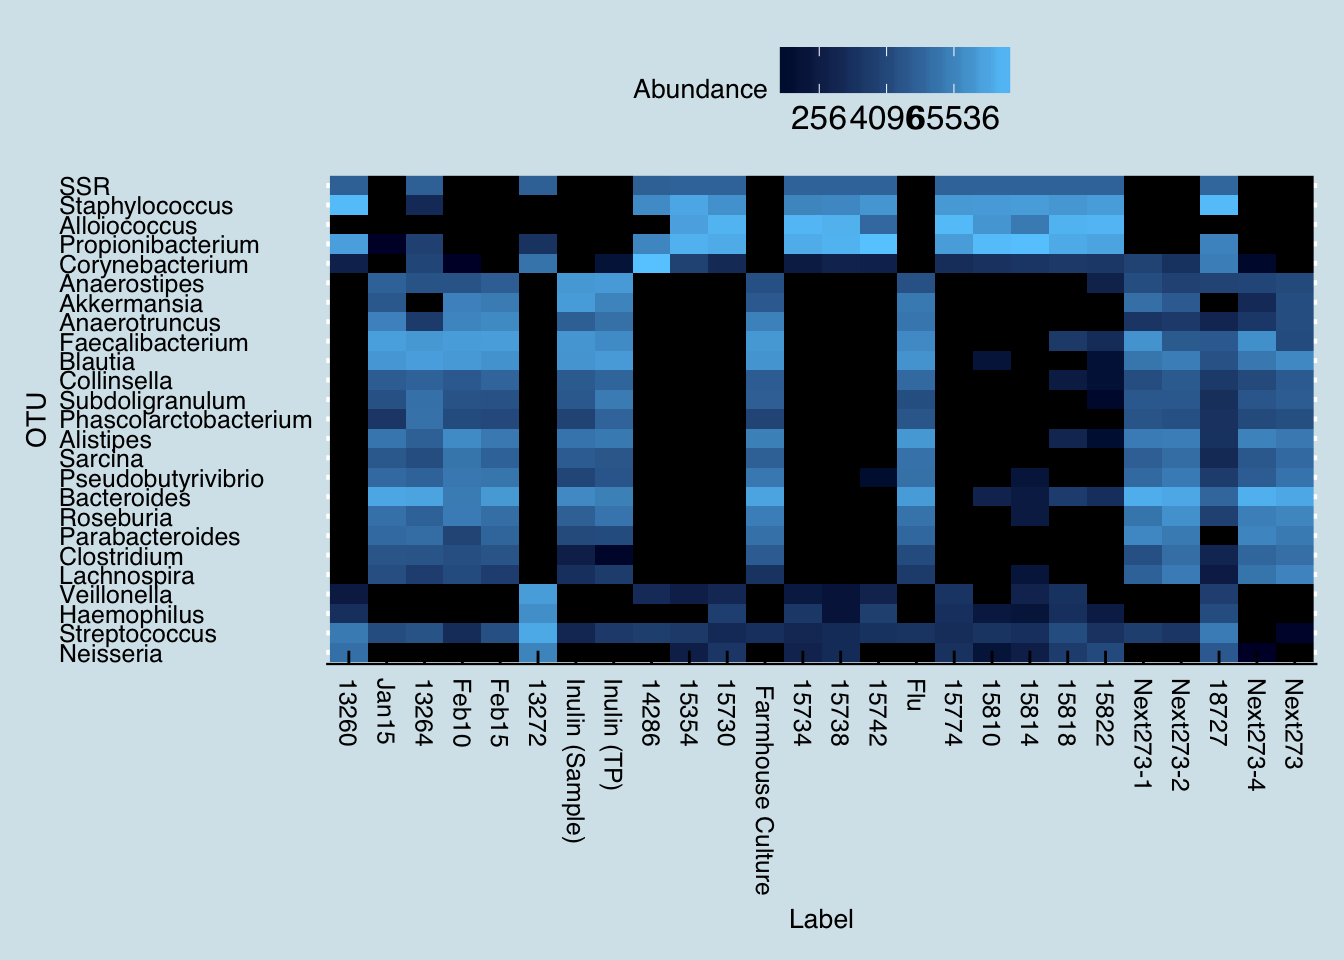 Abundance
256 4096 65536
SSR
Staphylococcus
Alloiococcus
Propionibacterium
Corynebacterium
Anaerostipes
Akkermansia
Anaerotruncus
Faecalibacterium
Blautia
Collinsella
Subdoligranulum
Phascolarctobacterium
Alistipes
Sarcina
Pseudobutyrivibrio
Bacteroides
Roseburia
Parabacteroides
Clostridium
Lachnospira
Veillonella
Haemophilus
Streptococcus
Neisseria
OTU
13260
Jan15
13264
Feb10
Feb15
13272
Inulin (Sample)
Inulin (TP)
14286
15354
15730
Farmhouse Culture
15734
15738
15742
Flu
15774
15810
15814
15818
15822
Next273-1
Next273-2
18727
Next273-4
Next273
Label